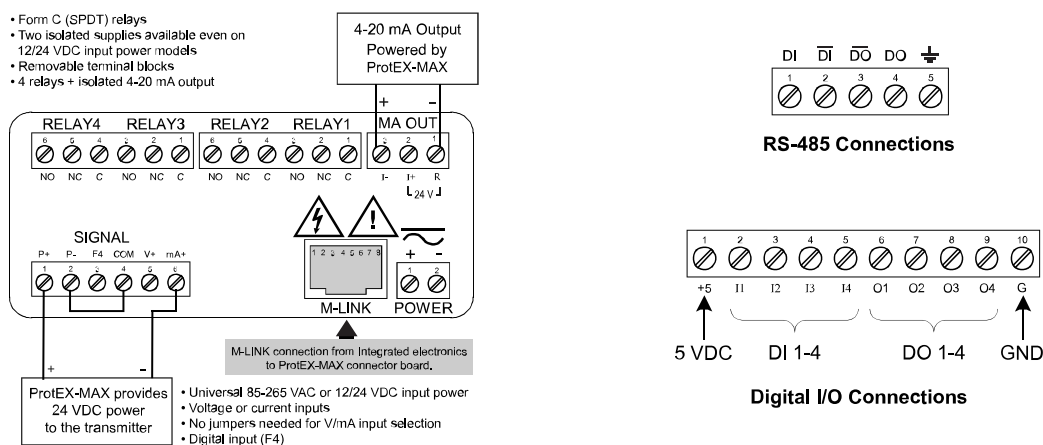 • Form C (SPDT) relays
• Two isolated supplies available even on
12/24 VDC input power models
• Removable terminal blocks
• 4 relays + isolated 4-20 mA output
4-20 mA Output
Powered by
ProtEX-MAX
+ -
RELAY4 RELAY3 RELAY2 RELAY1 MA OUT
6 5 4 3 2 1 6 5 4 3 2 1 3 2 1
NO NC C NO NC C NO NC C NO NC C I- I+ R
24 V
SIGNAL
P+ P- F4 COM V+ mA+
1 2 3 4 5 6
1 2 3 4 5 6 7 8
+ -
1 2
M-LINK POWER
M-LINK connection from Integrated electronics
to ProtEX-MAX connector board.
+ -
ProtEX-MAX provides
24 VDC power
to the transmitter
• Universal 85-265 VAC or 12/24 VDC input power
• Voltage or current inputs
• No jumpers needed for V/mA input selection
• Digital input (F4)
DI D̅I̅ D̅O̅ DO
1 2 3 4 5
RS-485 Connections
1 2 3 4 5 6 7 8 9 10
+5 I1 I2 I3 I4 O1 O2 O3 O4 G
5 VDC DI 1-4 DO 1-4 GND
Digital I/O Connections